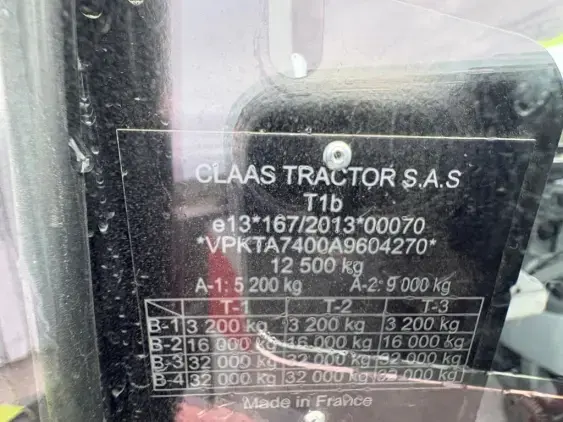 CLAAS TRACTOR S.A.S
T1b
e13*167/2013*00070
*VPKTA7400A9604270*
12 500 kg
A-1: 5 200 kg A-2: 9 000 kg
T-1 T-2 T-3
B-1 3 200 kg 3 200 kg 3 200 kg
B-2 16 000 kg 16 000 kg 16 000 kg
B-3 32 000 kg 32 000 kg 32 000 kg
B-4 32 000 kg 32 000 kg 32 000 kg
Made in France